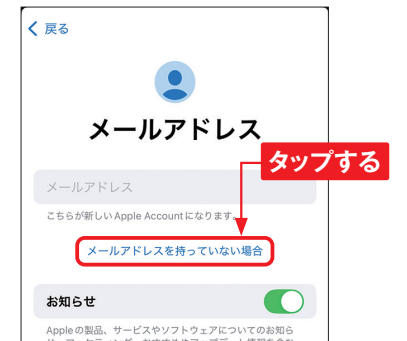 戻る
メールアドレス
タップする
メールアドレス
こちらが新しいApple Accountになります。
メールアドレスを持っていない場合
お知らせ
Appleの製品、サービスやソフトウェアについてのお知ら